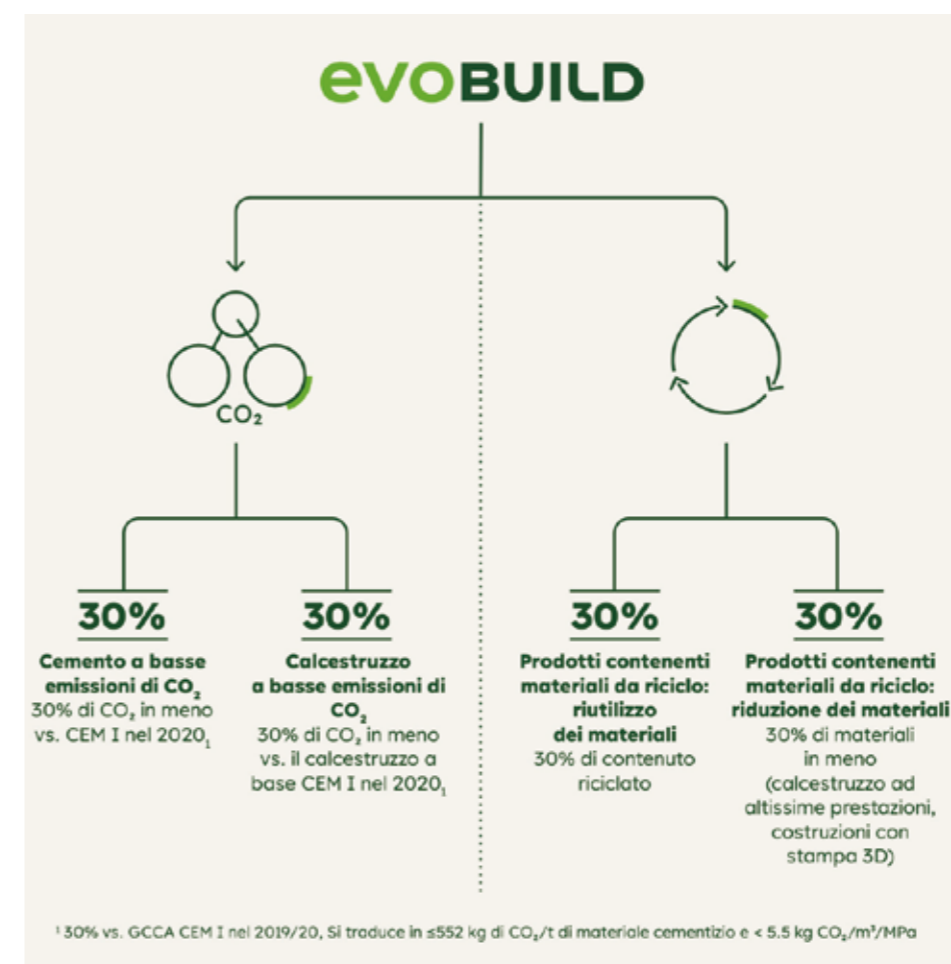 evoBUILD
CO₂
30%
Cemento a basse
emissioni di CO₂
30% di CO₂ in meno
vs. CEM I nel 2020₁
30%
Calcestruzzo
a basse emissioni di
CO₂
30% di CO₂ in meno
vs. il calcestruzzo a
base CEM I nel 2020₁
30%
Prodotti contenenti
materiali da riciclo:
riutilizzo
dei materiali
30% di contenuto
riciclato
30%
Prodotti contenenti
materiali da riciclo:
riduzione dei materiali
30% di materiali
in meno
(calcestruzzo ad
altissime prestazioni,
costruzioni con
stampa 3D)
¹ 30% vs. GCCA CEM I nel 2019/20, Si traduce in ≤552 kg di CO₂/t di materiale cementizio e < 5.5 kg CO₂/m³/MPa